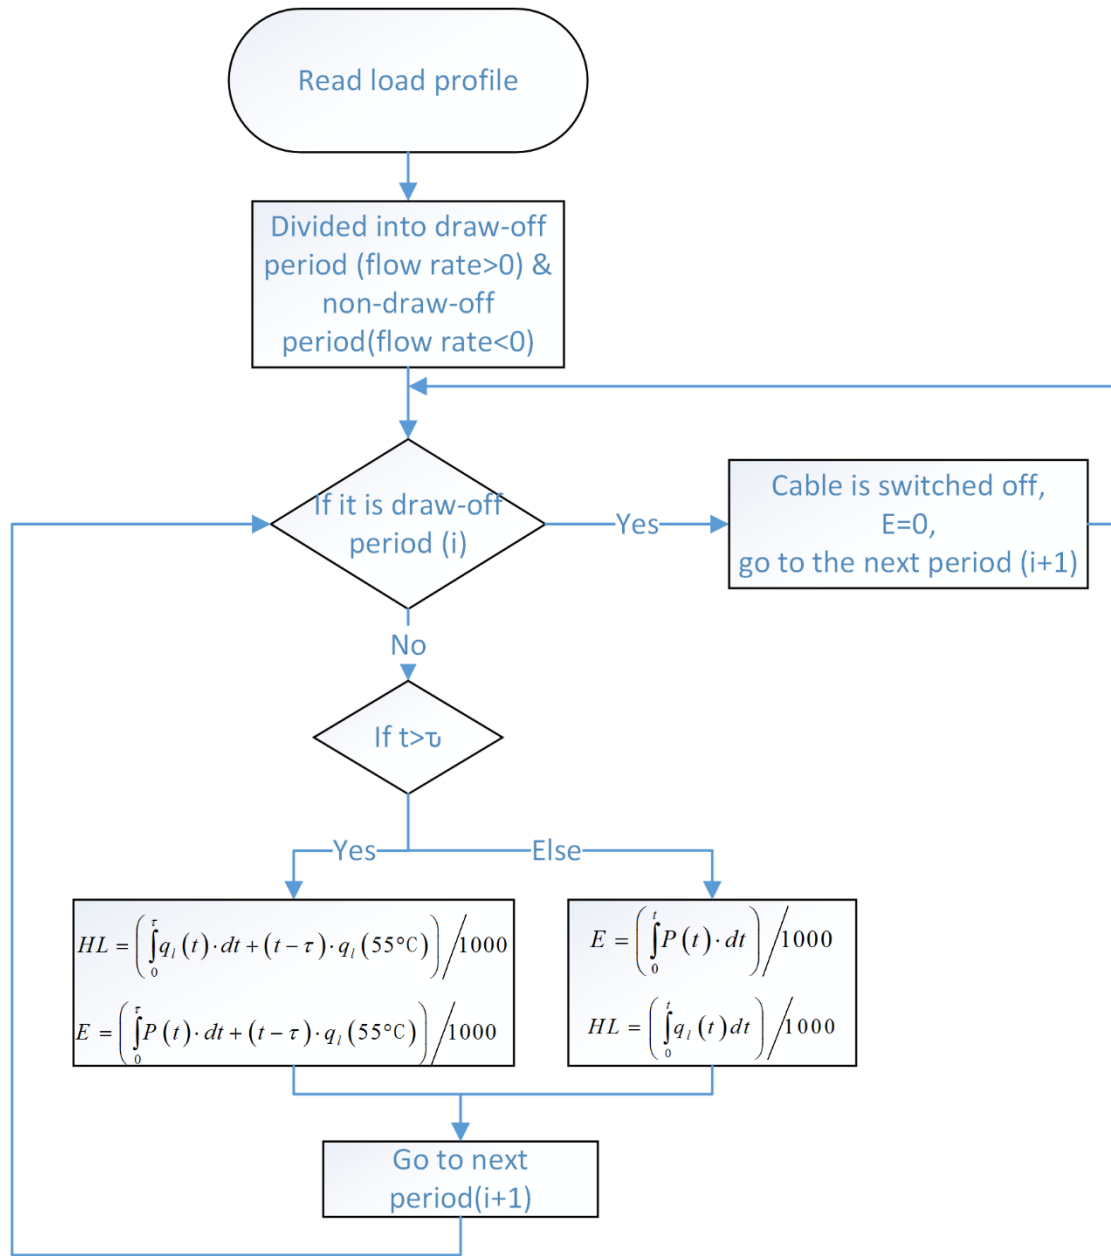 Read load profile
Divided into draw-off
period (flow rate>0) &
non-draw-off
period(flow rate<0)
If it is draw-off
period (i)
Yes
Cable is switched off,
E=0,
go to the next period (i+1)
No
If t>τ
Yes
Else
HL = (∫₀^τ q_l(t)·dt + (t−τ)·q_l(55°C))/1000
E = (∫₀^τ P(t)·dt + (t−τ)·q_l(55°C))/1000
E = (∫₀^t P(t)·dt)/1000
HL = (∫₀^t q_l(t)dt)/1000
Go to next
period(i+1)